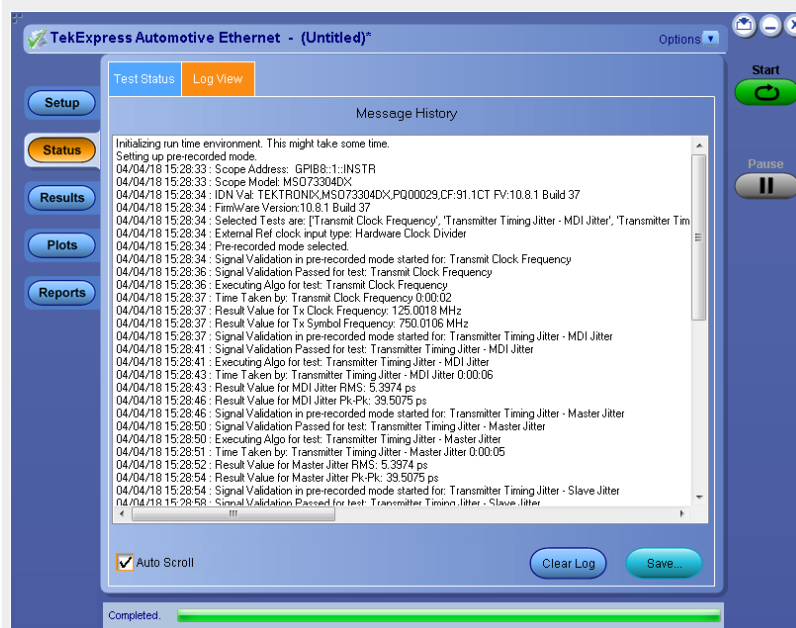 TekExpress Automotive Ethernet - (Untitled)*
Options
Start
Pause
Setup
Status
Results
Plots
Reports
Test Status
Log View
Message History
Initializing run time environment. This might take some time.
Setting up pre-recorded mode.
04/04/18 15:28:33 : Scope Address: GPIB8::1::INSTR
04/04/18 15:28:33 : Scope Model: MSO73304DX
04/04/18 15:28:34 : IDN Val: TEKTRONIX,MSO73304DX,PQ00029,CF:91.1CT FV:10.8.1 Build 37
04/04/18 15:28:34 : FirmWare Version:10.8.1 Build 37
04/04/18 15:28:34 : Selected Tests are: ['Transmit Clock Frequency', 'Transmitter Timing Jitter - MDI Jitter', 'Transmitter Tim
04/04/18 15:28:34 : External Ref clock input type: Hardware Clock Divider
04/04/18 15:28:34 : Pre-recorded mode selected.
04/04/18 15:28:34 : Signal Validation in pre-recorded mode started for: Transmit Clock Frequency
04/04/18 15:28:36 : Signal Validation Passed for test: Transmit Clock Frequency
04/04/18 15:28:36 : Executing Algo for test: Transmit Clock Frequency
04/04/18 15:28:37 : Time Taken by: Transmit Clock Frequency 0:00:02
04/04/18 15:28:37 : Result Value for Tx Clock Frequency: 125.0018 MHz
04/04/18 15:28:37 : Result Value for Tx Symbol Frequency: 750.0106 MHz
04/04/18 15:28:37 : Signal Validation in pre-recorded mode started for: Transmitter Timing Jitter - MDI Jitter
04/04/18 15:28:41 : Signal Validation Passed for test: Transmitter Timing Jitter - MDI Jitter
04/04/18 15:28:41 : Executing Algo for test: Transmitter Timing Jitter - MDI Jitter
04/04/18 15:28:43 : Time Taken by: Transmitter Timing Jitter - MDI Jitter 0:00:06
04/04/18 15:28:43 : Result Value for MDI Jitter RMS: 5.3974 ps
04/04/18 15:28:46 : Result Value for MDI Jitter Pk-Pk: 39.5075 ps
04/04/18 15:28:46 : Signal Validation in pre-recorded mode started for: Transmitter Timing Jitter - Master Jitter
04/04/18 15:28:50 : Signal Validation Passed for test: Transmitter Timing Jitter - Master Jitter
04/04/18 15:28:50 : Executing Algo for test: Transmitter Timing Jitter - Master Jitter
04/04/18 15:28:51 : Time Taken by: Transmitter Timing Jitter - Master Jitter 0:00:05
04/04/18 15:28:52 : Result Value for Master Jitter RMS: 5.3974 ps
04/04/18 15:28:54 : Result Value for Master Jitter Pk-Pk: 39.5075 ps
04/04/18 15:28:54 : Signal Validation in pre-recorded mode started for: Transmitter Timing Jitter - Slave Jitter
04/04/18 15:28:58 : Signal Validation Passed for test: Transmitter Timing Jitter - Slave Jitter
Auto Scroll
Clear Log
Save...
Completed.